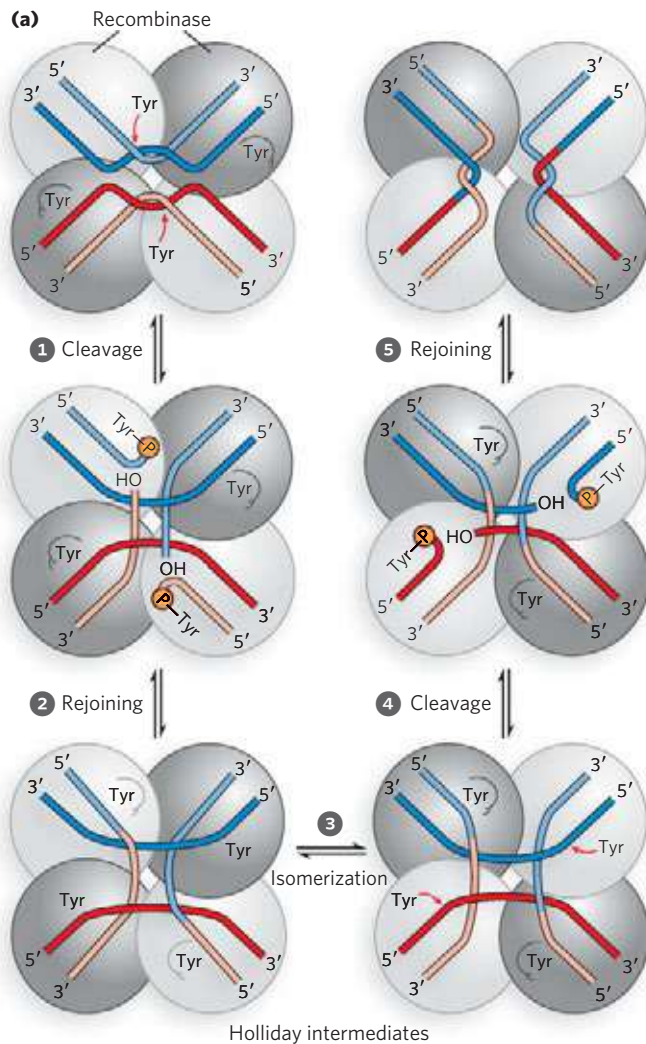 (a)
Recombinase
5′
3′
3′
5′
Tyr
Tyr
Tyr
Tyr
5′
3′
3′
5′
1 Cleavage
5′
3′
Tyr–P
3′
5′
HO
Tyr
Tyr
OH
P–Tyr
5′
3′
3′
5′
2 Rejoining
5′
3′
3′
5′
Tyr
Tyr
Tyr
Tyr
5′
3′
3′
5′
3
Isomerization
5′
3′
3′
5′
Tyr
Tyr
Tyr
Tyr
5′
3′
3′
5′
4 Cleavage
5′
3′
3′
5′
Tyr
OH
P–Tyr
P
HO
Tyr
Tyr
5′
3′
3′
5′
5 Rejoining
5′
3′
3′
5′
5′
3′
3′
5′
Holliday intermediates